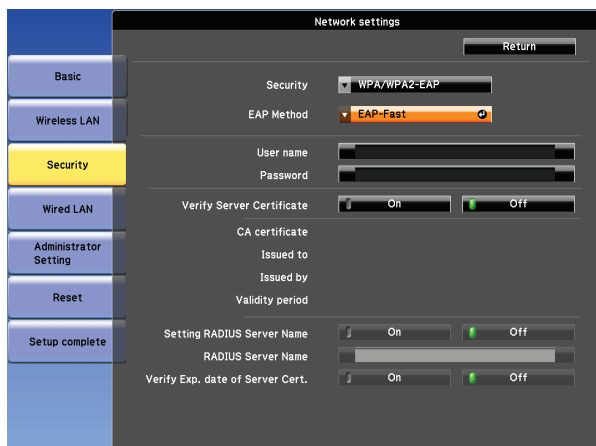 Network settings
Return
Basic
Wireless LAN
Security
Wired LAN
Administrator
Setting
Reset
Setup complete
Security WPA/WPA2-EAP
EAP Method EAP-Fast
User name
Password
Verify Server Certificate On Off
CA certificate
Issued to
Issued by
Validity period
Setting RADIUS Server Name On Off
RADIUS Server Name
Verify Exp. date of Server Cert. On Off